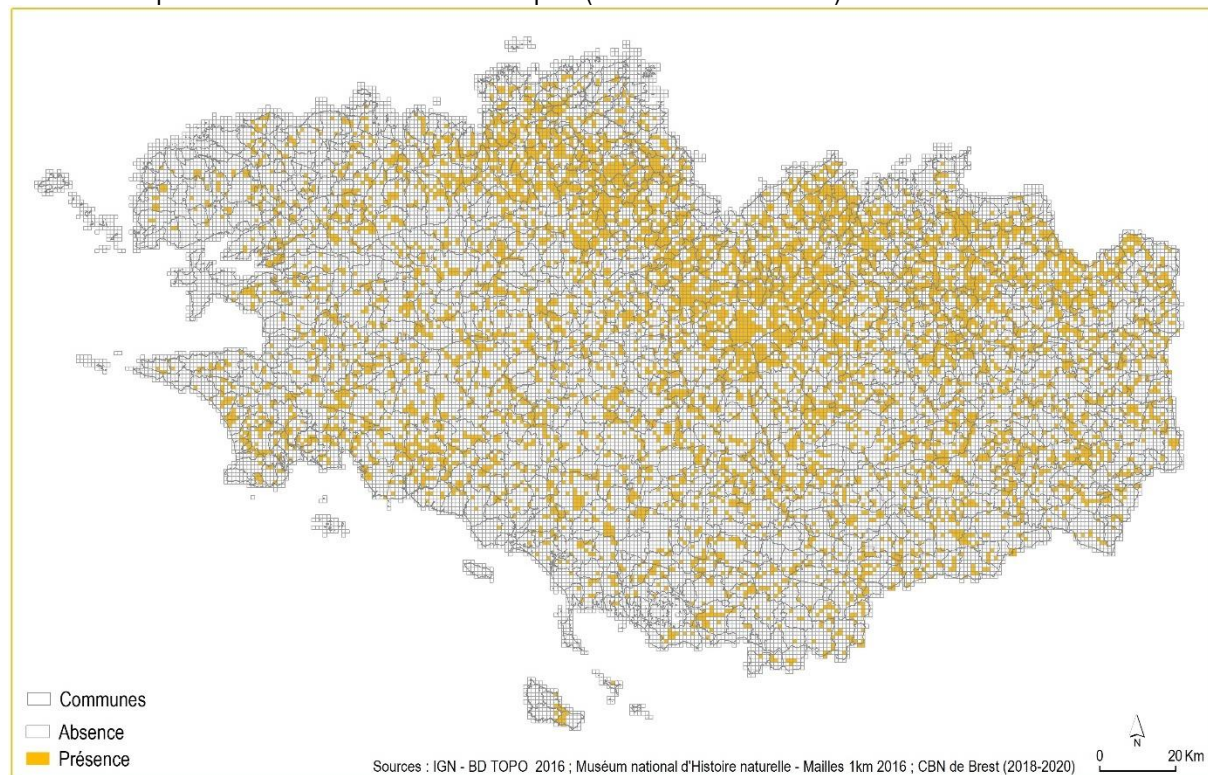 Communes
Absence
Présence
Sources : IGN - BD TOPO 2016 ; Muséum national d'Histoire naturelle - Mailles 1km 2016 ; CBN de Brest (2018-2020)
N
0 20 Km